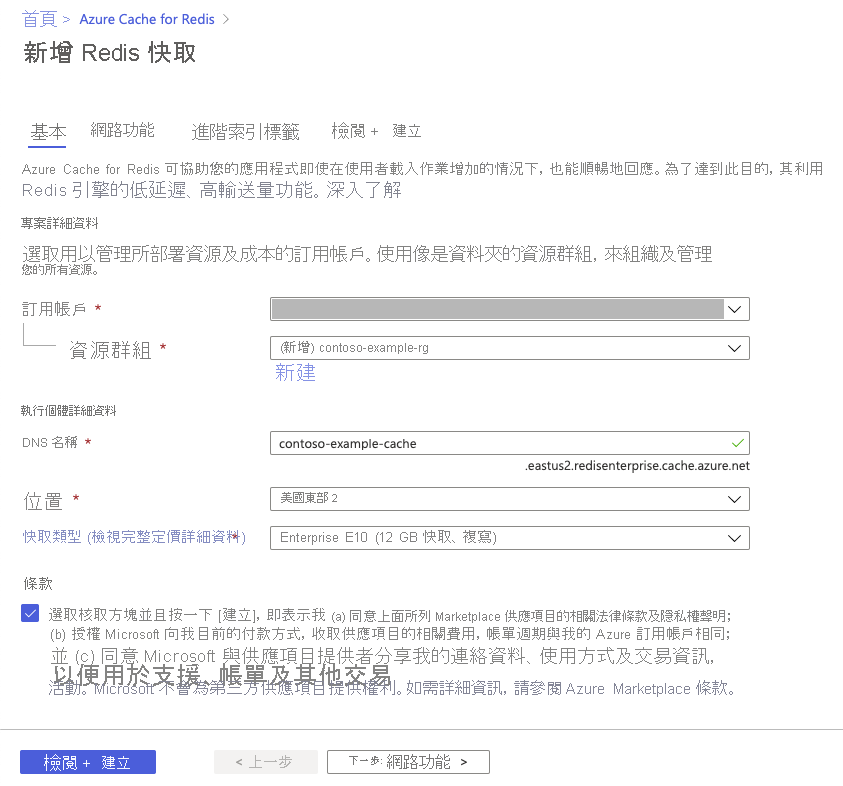 首頁 > Azure Cache for Redis >
新增 Redis 快取
基本 網路功能 進階索引標籤 檢閱 + 建立
Azure Cache for Redis 可協助您的應用程式即使在使用者載入作業增加的情況下，也能順暢地回應。為了達到此目的，其利用
Redis 引擎的低延遲、高輸送量功能。深入了解
專案詳細資料
選取用以管理所部署資源及成本的訂用帳戶。使用像是資料夾的資源群組，來組織及管理
您的所有資源。
訂用帳戶 *
資源群組 * (新增) contoso-example-rg
新建
執行個體詳細資料
DNS 名稱 * contoso-example-cache
.eastus2.redisenterprise.cache.azure.net
位置 * 美國東部 2
快取類型 (檢視完整定價詳細資料) * Enterprise E10 (12 GB 快取、複寫)
條款
選取核取方塊並且按一下 [建立]，即表示我 (a) 同意上面所列 Marketplace 供應項目的相關法律條款及隱私權聲明；
(b) 授權 Microsoft 向我目前的付款方式，收取供應項目的相關費用，帳單週期與我的 Azure 訂用帳戶相同；
並 (c) 同意 Microsoft 與供應項目提供者分享我的連絡資料、使用方式及交易資訊，
以便用於支援、帳單及其他交易
活動。Microsoft 不會為第三方供應項目提供權利。如需詳細資訊，請參閱 Azure Marketplace 條款。
檢閱 + 建立 < 上一步 下一步: 網路功能 >